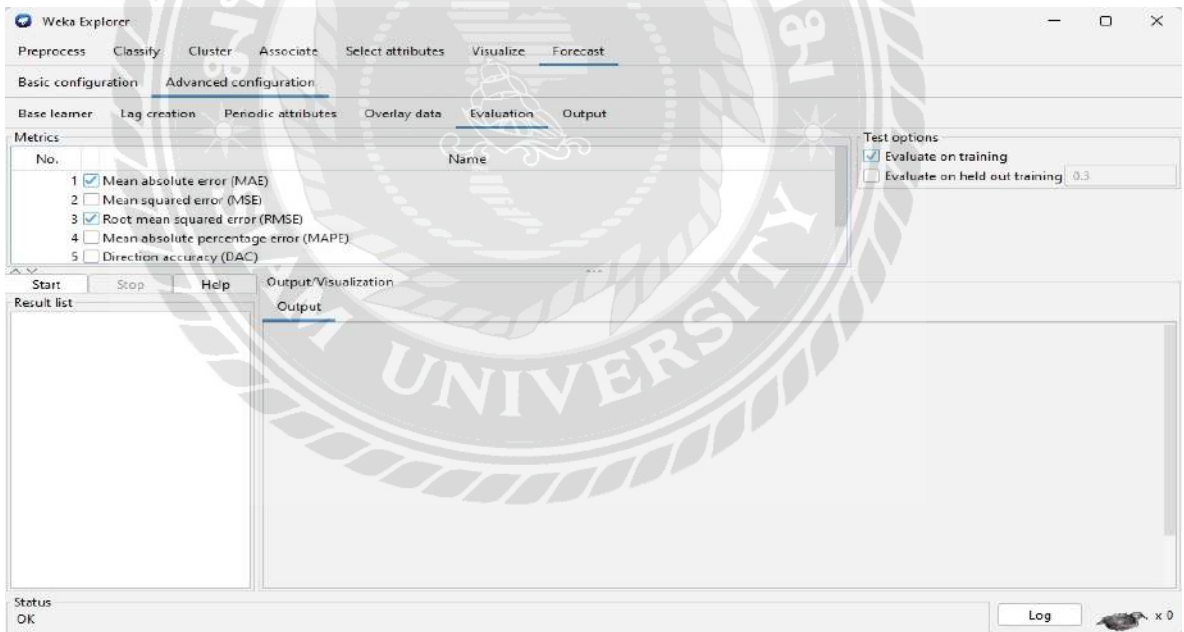 Weka Explorer
Preprocess Classify Cluster Associate Select attributes Visualize Forecast
Basic configuration Advanced configuration
Base learner Lag creation Periodic attributes Overlay data Evaluation Output
Metrics
No. Name
1 Mean absolute error (MAE)
2 Mean squared error (MSE)
3 Root mean squared error (RMSE)
4 Mean absolute percentage error (MAPE)
5 Direction accuracy (DAC)
Test options
Evaluate on training
Evaluate on held out training 0.3
Start Stop Help
Result list
Output/Visualization
Output
SIAM UNIVERSITY
Status
OK
Log x 0